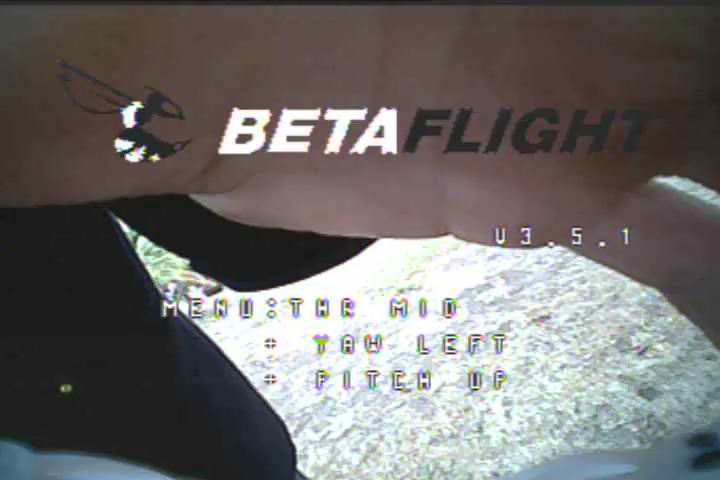 BETAFLIGHT
V3.5.1
MENU:THR MID
+ YAW LEFT
+ PITCH UP